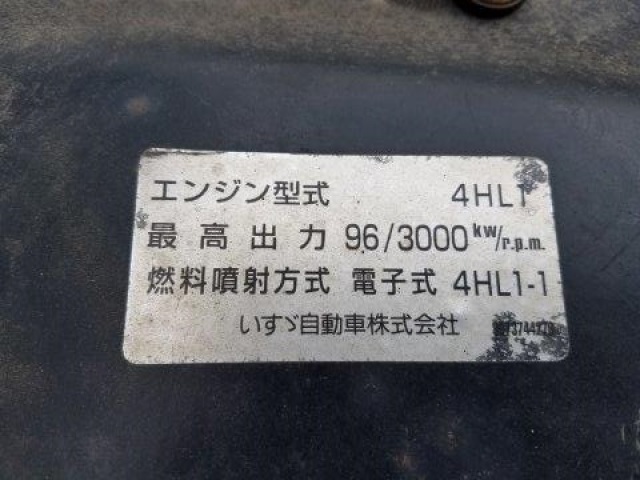 エンジン型式 4HL1
最高出力 96/3000 kw/r.p.m.
燃料噴射方式 電子式 4HL1-1
いすゞ自動車株式会社